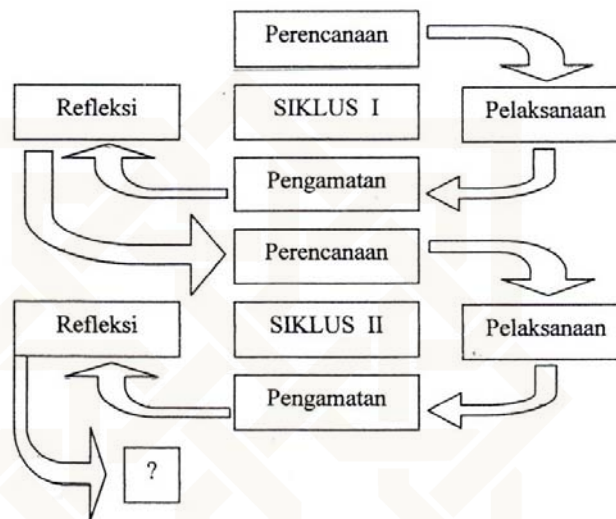 Perencanaan
Refleksi
SIKLUS I
Pelaksanaan
Pengamatan
Perencanaan
Refleksi
SIKLUS II
Pelaksanaan
Pengamatan
?